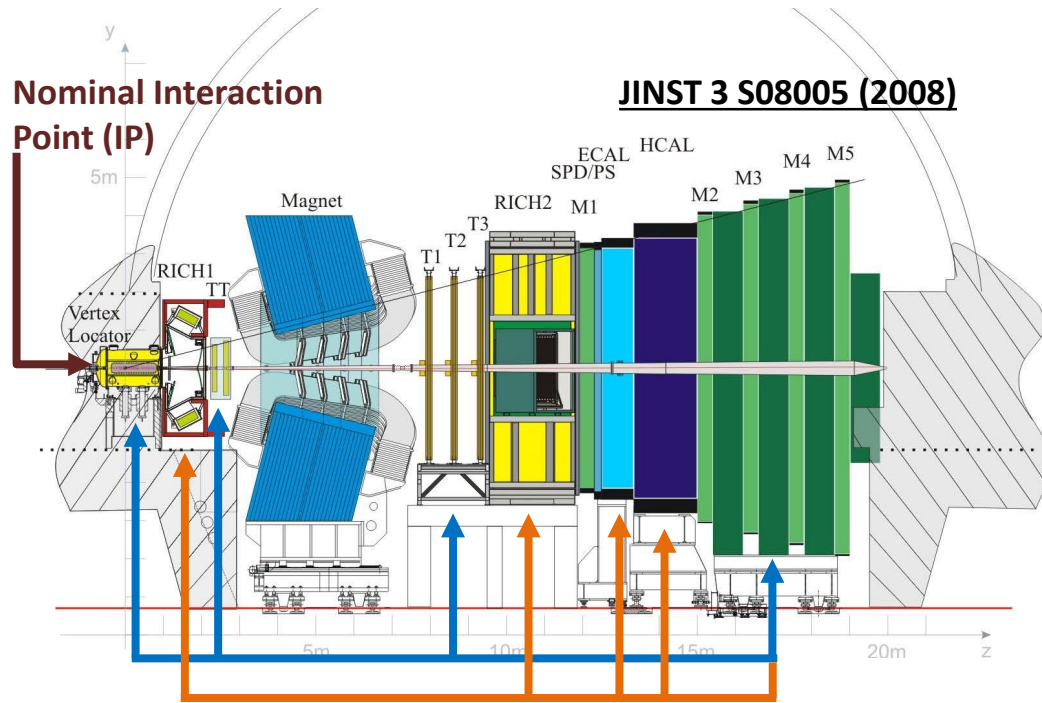 y
Nominal Interaction
Point (IP)
JINST 3 S08005 (2008)
5m
Magnet
RICH1
TT
Vertex
Locator
T1
T2
T3
RICH2
SPD/PS
ECAL
HCAL
M1
M2
M3
M4
M5
5m
10m
15m
20m
z